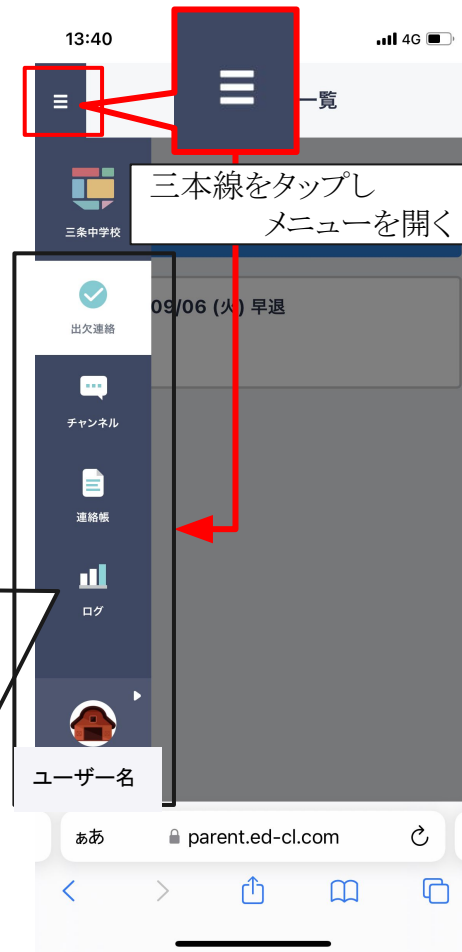 13:40
4G
一覧
三条中学校
三本線をタップし
メニューを開く
出欠連絡
09/06 (火) 早退
チャンネル
連絡帳
ログ
ユーザー名
ぁあ
parent.ed-cl.com